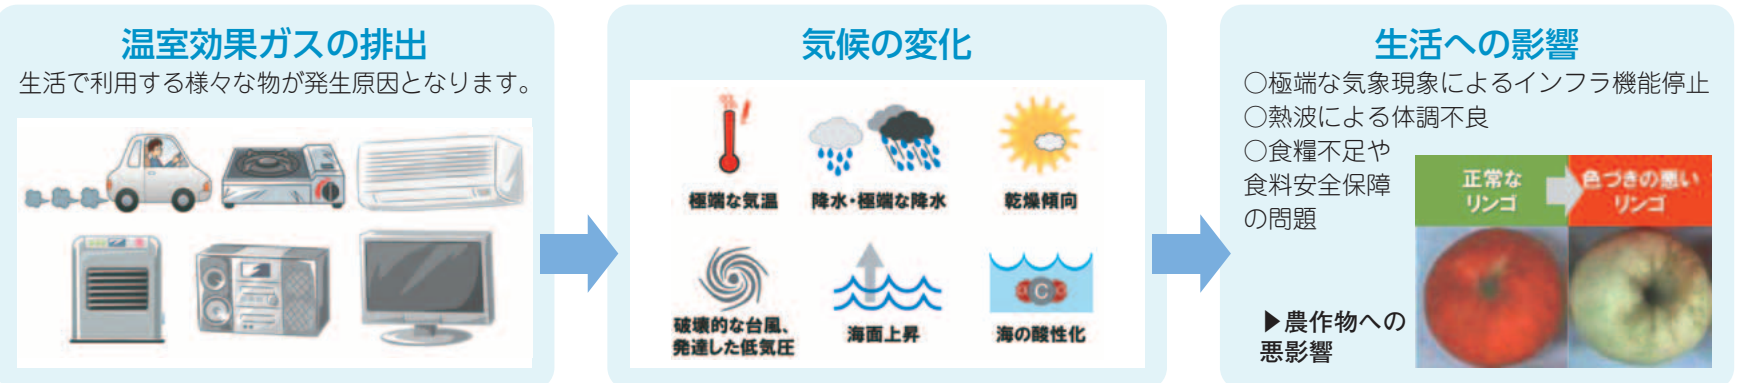 温室効果ガスの排出
生活で利用する様々な物が発生原因となります。
気候の変化
極端な気温
降水・極端な降水
乾燥傾向
破壊的な台風、
発達した低気圧
海面上昇
C
海の酸性化
生活への影響
○極端な気象現象によるインフラ機能停止
○熱波による体調不良
○食糧不足や
食料安全保障
の問題
正常な
リンゴ
色づきの悪い
リンゴ
▶農作物への
悪影響